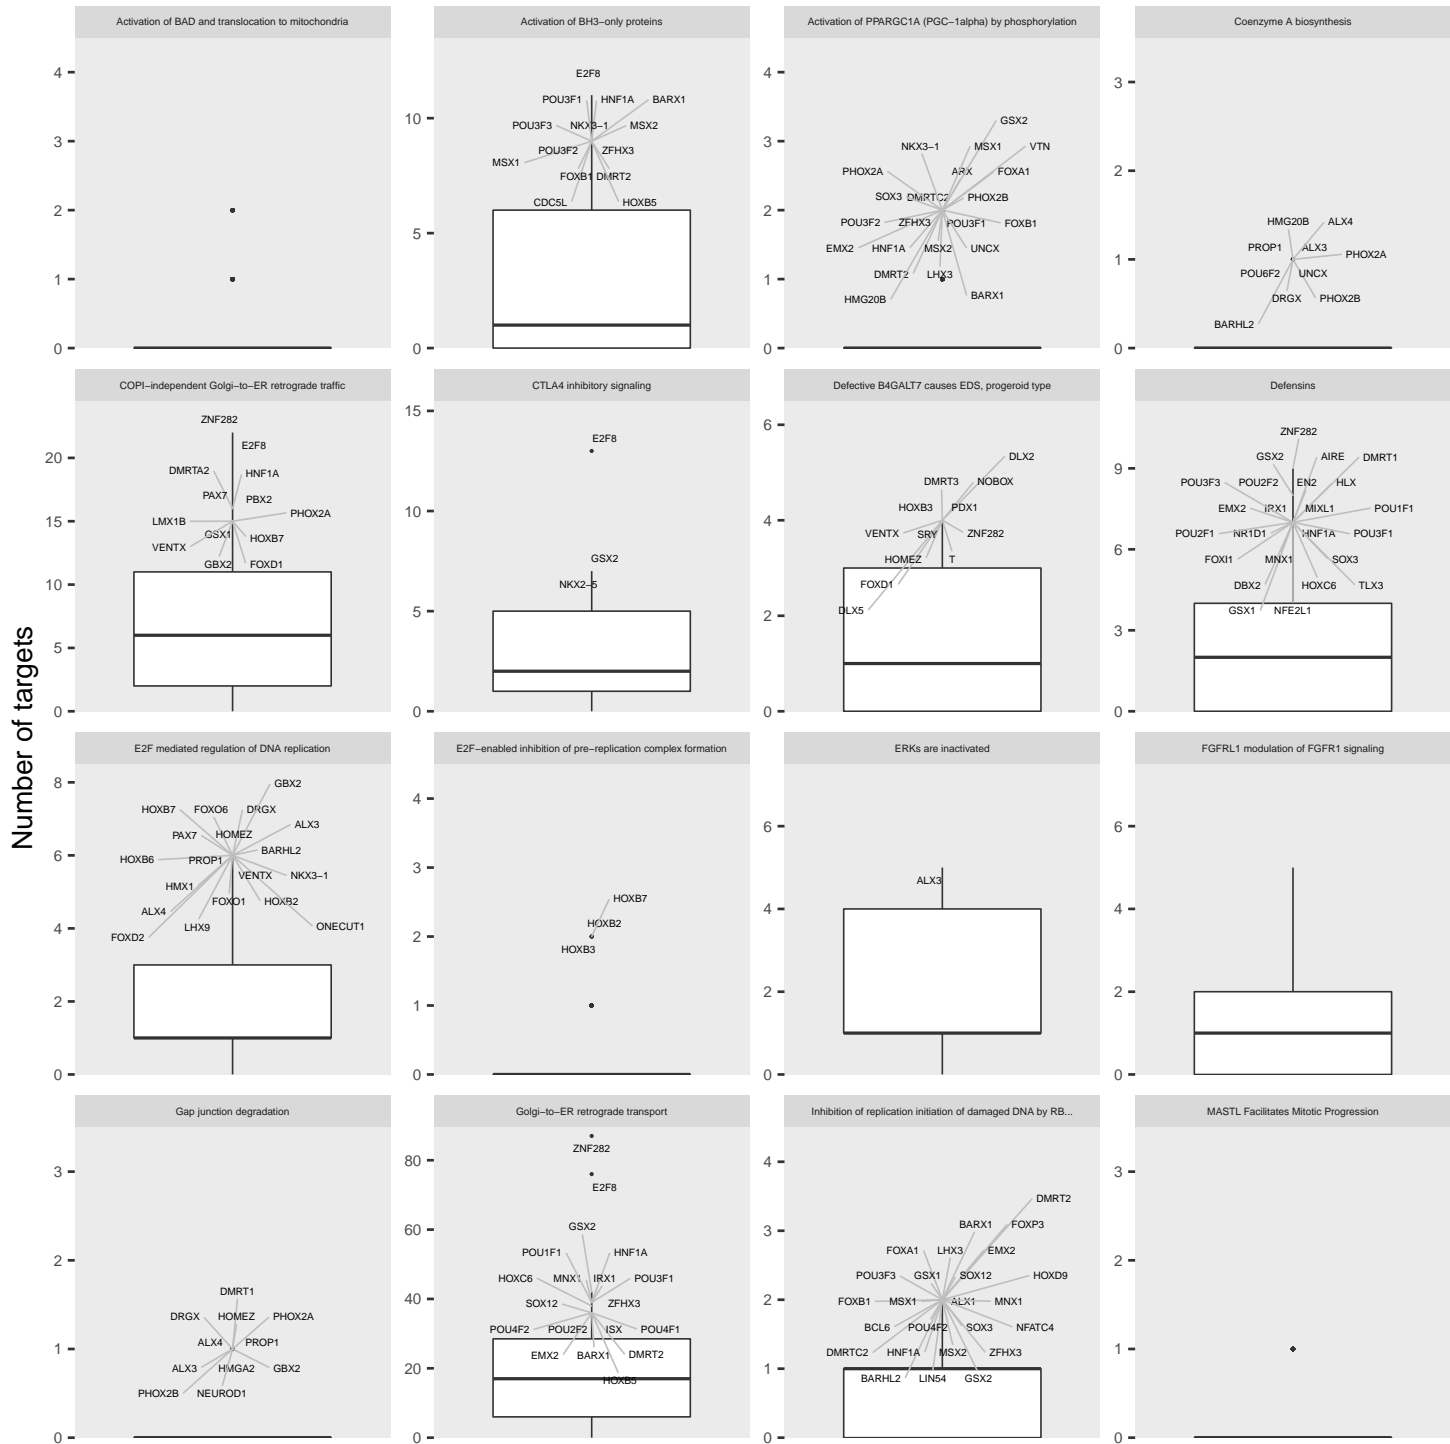 Number of targets
Activation of BAD and translocation to mitochondria
4
3
2
1
0
Activation of BH3−only proteins
10
5
0
E2F8
POU3F1 HNF1A BARX1
POU3F3 NKX3−1 MSX2
POU3F2 ZFHX3
MSX1
FOXB1 DMRT2
CDC5L HOXB5
Activation of PPARGC1A (PGC−1alpha) by phosphorylation
4
3
2
1
0
GSX2
NKX3−1 MSX1 VTN
PHOX2A ARX FOXA1
SOX3 DMRTC2 PHOX2B
POU3F2 ZFHX3 POU3F1 FOXB1
EMX2 HNF1A MSX2 UNCX
DMRT2 LHX3
HMG20B BARX1
Coenzyme A biosynthesis
3
2
1
0
HMG20B ALX4
PROP1 ALX3 PHOX2A
POU6F2 UNCX
DRGX PHOX2B
BARHL2
COPI−independent Golgi−to−ER retrograde traffic
20
15
10
5
0
ZNF282
E2F8
DMRTA2 HNF1A
PAX7 PBX2
LMX1B PHOX2A
GSX1 HOXB7
VENTX
GBX2 FOXD1
CTLA4 inhibitory signaling
15
10
5
0
E2F8
GSX2
NKX2−5
Defective B4GALT7 causes EDS, progeroid type
6
4
2
0
DLX2
DMRT3 NOBOX
HOXB3 PDX1
VENTX SRY ZNF282
HOMEZ T
FOXD1
DLX5
Defensins
9
6
3
0
ZNF282
GSX2 AIRE DMRT1
POU3F3 POU2F2 EN2 HLX
EMX2 IRX1 MIXL1 POU1F1
POU2F1 NR1D1 HNF1A POU3F1
FOXI1 MNX1 SOX3
DBX2 HOXC6 TLX3
GSX1 NFE2L1
E2F mediated regulation of DNA replication
8
6
4
2
0
GBX2
HOXB7 FOXO6 DRGX
PAX7 HOMEZ ALX3
HOXB6 PROP1 BARHL2
HMX1 VENTX NKX3−1
ALX4 FOXO1 HOXB2
FOXD2 LHX9 ONECUT1
E2F−enabled inhibition of pre−replication complex formation
4
3
2
1
0
HOXB7
HOXB2
HOXB3
ERKs are inactivated
6
4
2
0
ALX3
FGFRL1 modulation of FGFR1 signaling
6
4
2
0
Gap junction degradation
3
2
1
0
DMRT1
DRGX HOMEZ PHOX2A
ALX4 PROP1
ALX3 HMGA2 GBX2
PHOX2B NEUROD1
Golgi−to−ER retrograde transport
80
60
40
20
0
ZNF282
E2F8
GSX2
POU1F1 HNF1A
HOXC6 MNX1 IRX1 POU3F1
SOX12 ZFHX3
POU4F2 POU2F2 ISX POU4F1
EMX2 BARX1 DMRT2
HOXB5
Inhibition of replication initiation of damaged DNA by RB...
4
3
2
1
0
DMRT2
BARX1 FOXP3
FOXA1 LHX3 EMX2
POU3F3 GSX1 SOX12 HOXD9
FOXB1 MSX1 ALX1 MNX1
BCL6 POU4F2 SOX3 NFATC4
DMRTC2 HNF1A MSX2 ZFHX3
BARHL2 LIN54 GSX2
MASTL Facilitates Mitotic Progression
3
2
1
0